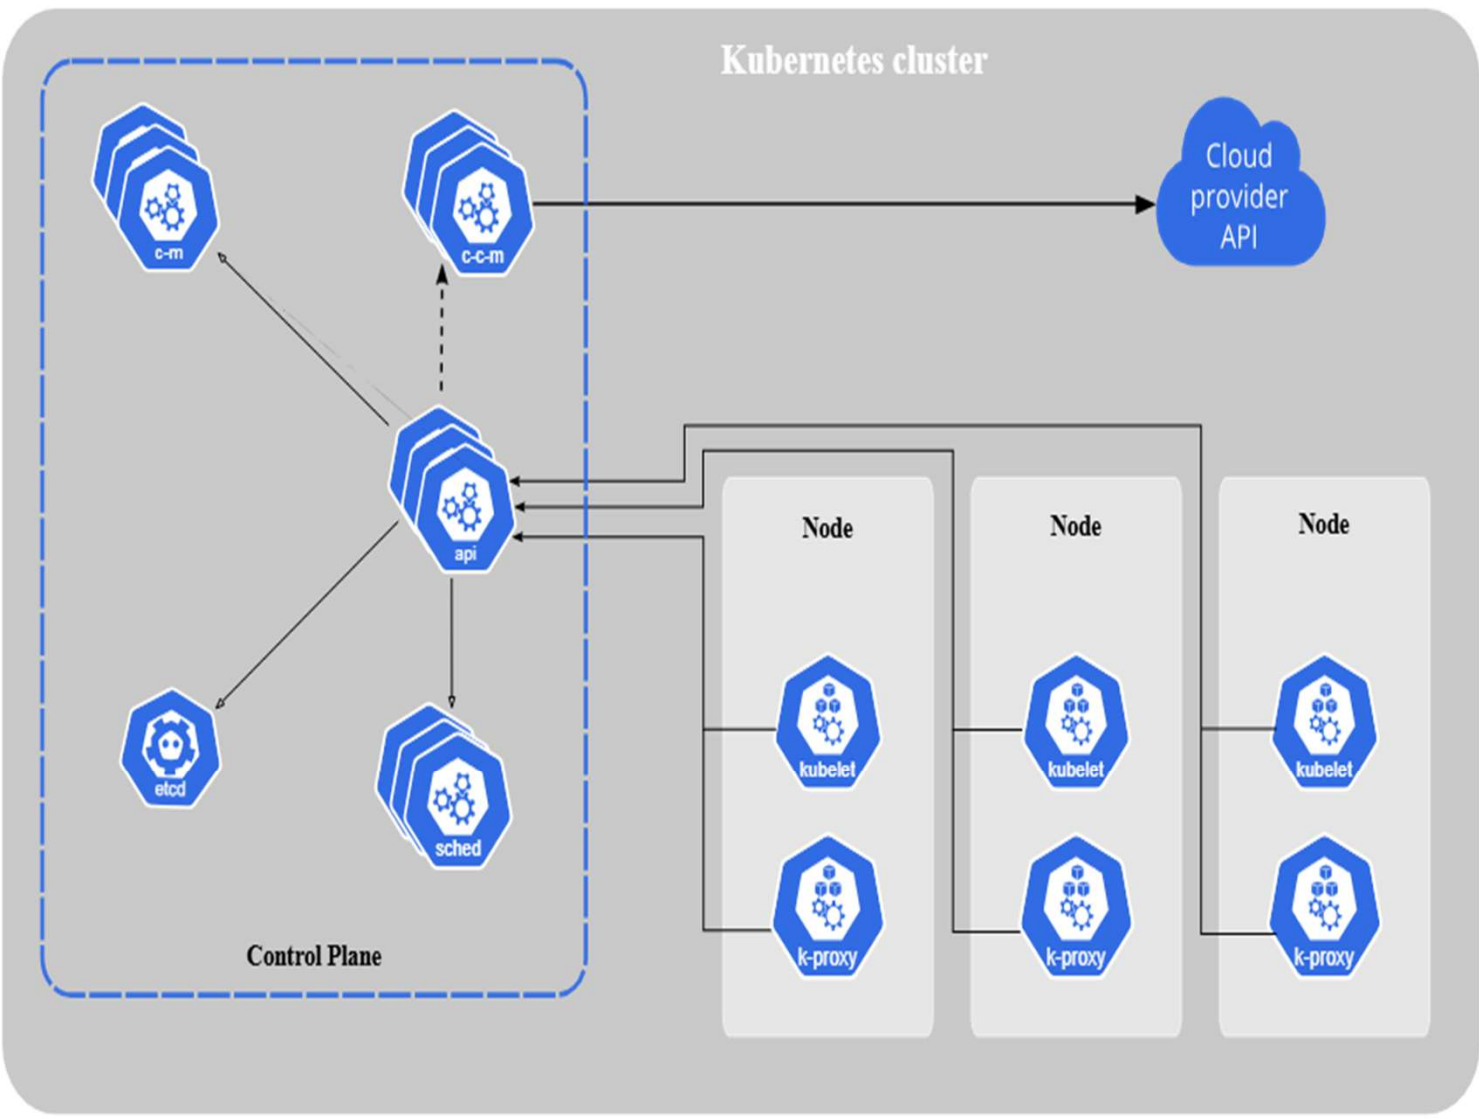 Kubernetes cluster
c-m
c-c-m
Cloud
provider
API
api
Node
Node
Node
kubelet
kubelet
kubelet
etcd
sched
k-proxy
k-proxy
k-proxy
Control Plane